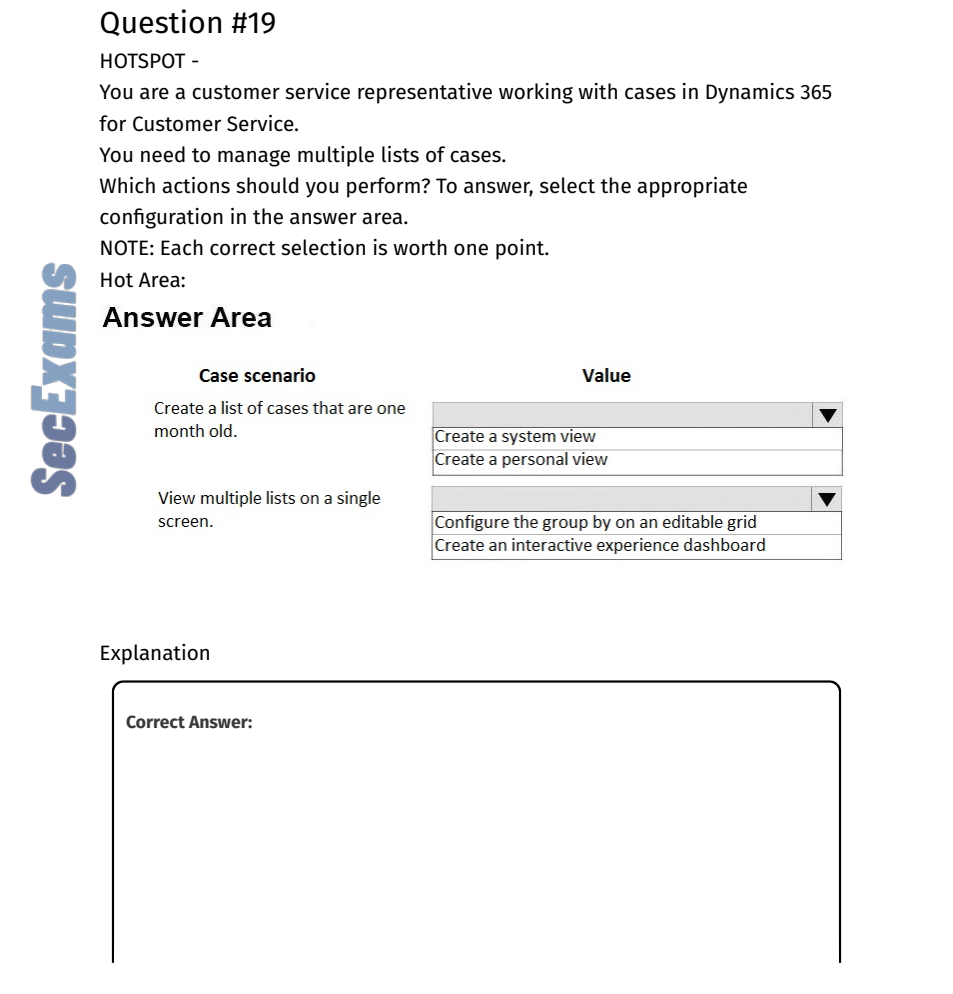 Question #19
HOTSPOT -
You are a customer service representative working with cases in Dynamics 365
for Customer Service.
You need to manage multiple lists of cases.
Which actions should you perform? To answer, select the appropriate
configuration in the answer area.
NOTE: Each correct selection is worth one point.
Hot Area:
SecExams
Answer Area
Case scenario
Value
Create a list of cases that are one
month old.
Create a system view
Create a personal view
View multiple lists on a single
screen.
Configure the group by on an editable grid
Create an interactive experience dashboard
Explanation
Correct Answer: